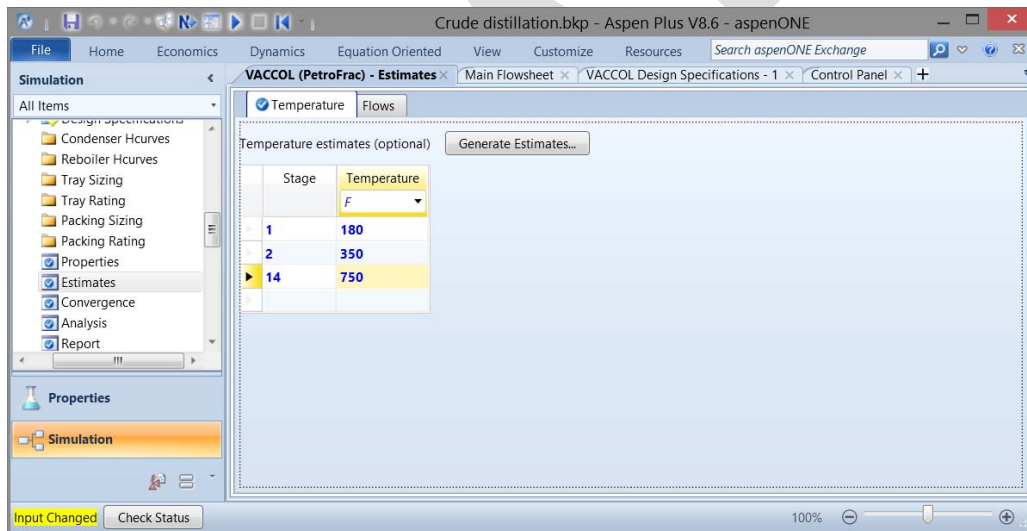 Crude distillation.bkp - Aspen Plus V8.6 - aspenONE
File Home Economics Dynamics Equation Oriented View Customize Resources Search aspenONE Exchange
Simulation
VACCOL (PetroFrac) - Estimates Main Flowsheet VACCOL Design Specifications - 1 Control Panel
All Items
Temperature Flows
Design Specifications
Condenser Hcurves
Reboiler Hcurves
Tray Sizing
Tray Rating
Packing Sizing
Packing Rating
Properties
Estimates
Convergence
Analysis
Report
Temperature estimates (optional) Generate Estimates...
Stage Temperature
F
1 180
2 350
14 750
Properties
Simulation
Input Changed Check Status 100%